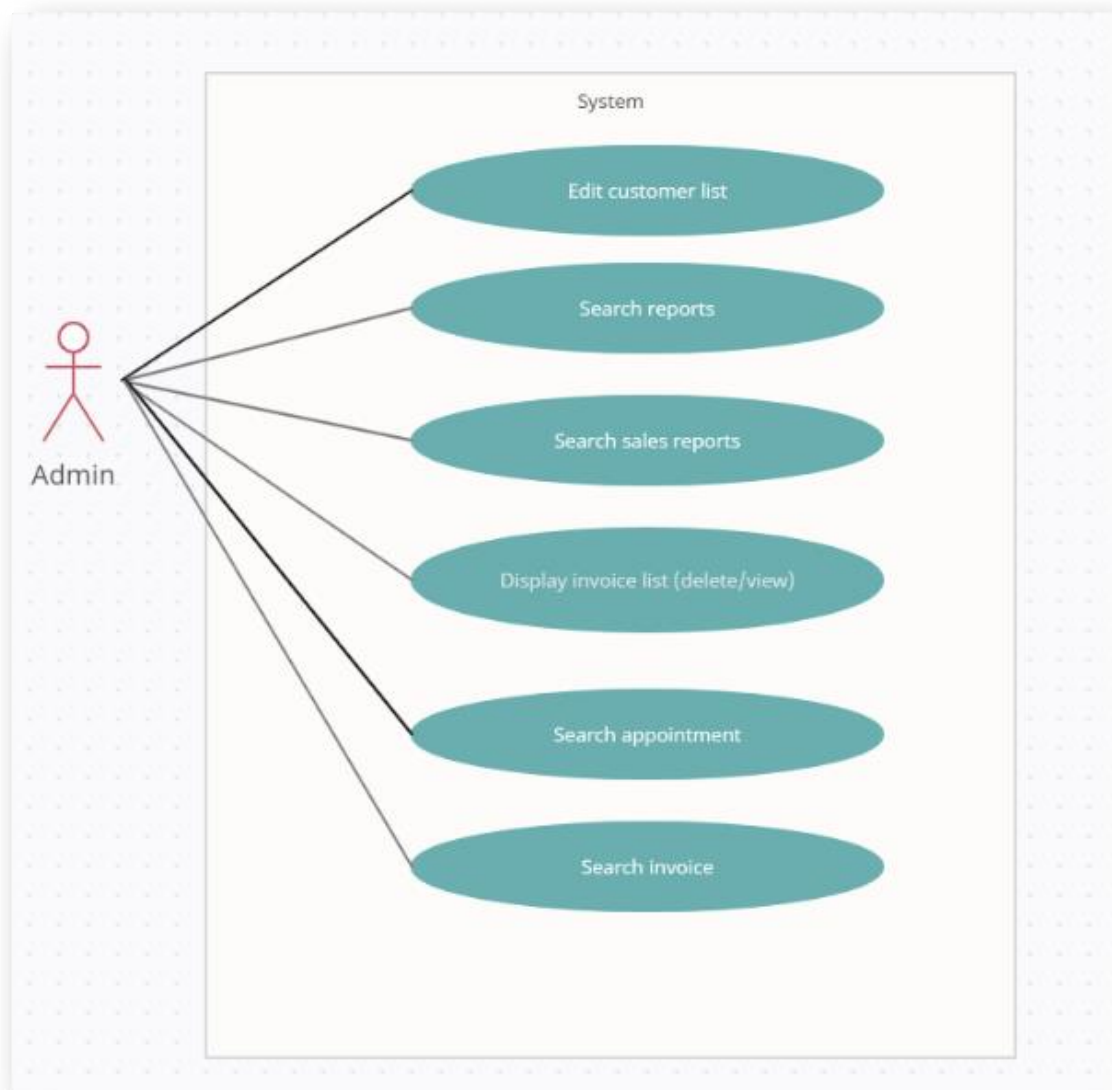 System
Edit customer list
Search reports
Search sales reports
Admin
Display invoice list (delete/view)
Search appointment
Search invoice